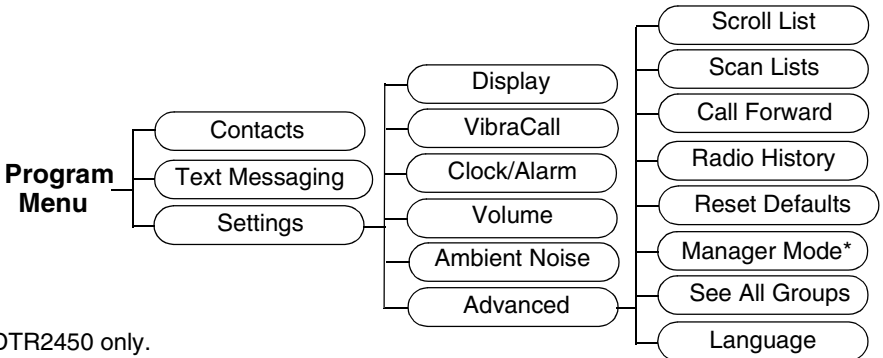 Program
Menu
Contacts
Text Messaging
Settings
Display
VibraCall
Clock/Alarm
Volume
Ambient Noise
Advanced
Scroll List
Scan Lists
Call Forward
Radio History
Reset Defaults
Manager Mode*
See All Groups
Language
DTR2450 only.